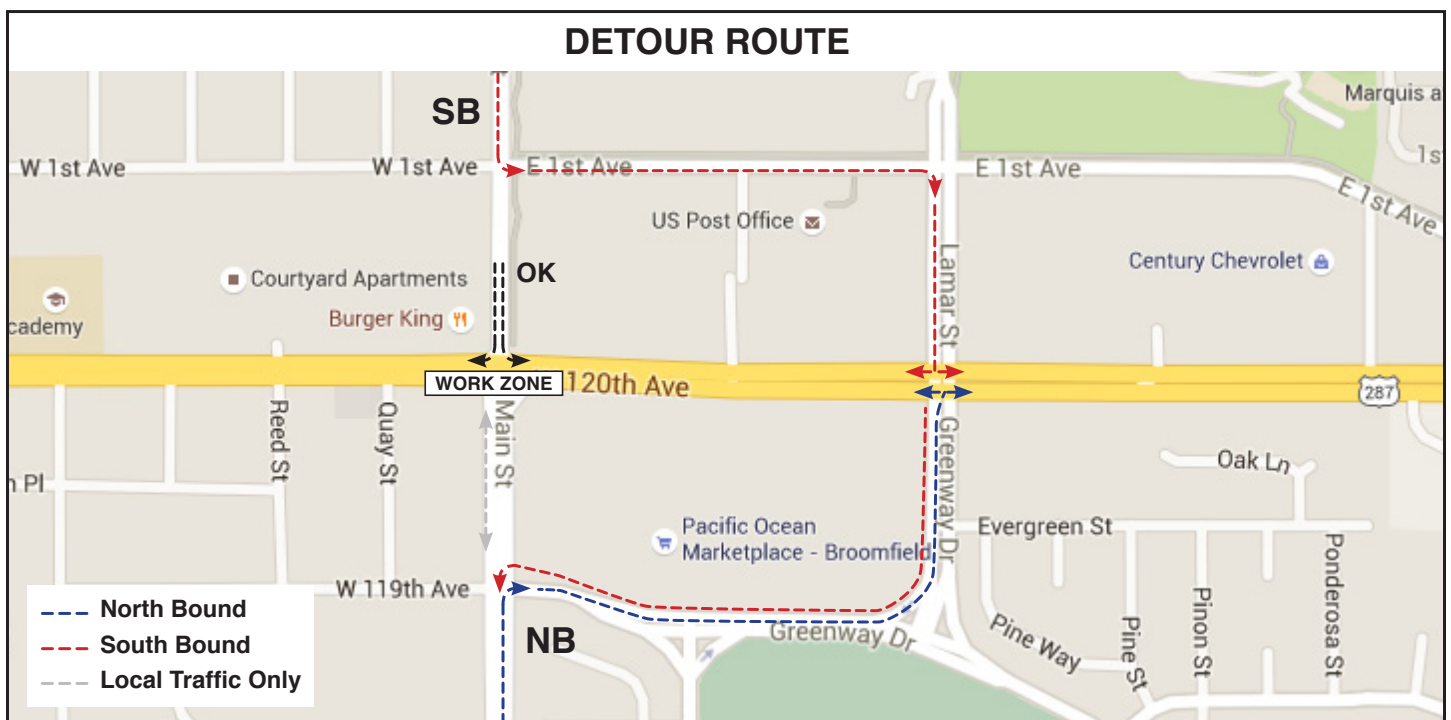 DETOUR ROUTE
SB
Marquis a
W 1st Ave
W 1st Ave
E 1st Ave
E 1st Ave
1s
E 1st Ave
US Post Office
Lamar St
Century Chevrolet
OK
Courtyard Apartments
cademy
Burger King
WORK ZONE
120th Ave
287
Reed St
Quay St
Main St
Greenway Dr
Oak Ln
n Pl
Pacific Ocean
Marketplace - Broomfield
Evergreen St
W 119th Ave
NB
Greenway Dr
Pine Way
Pine St
Pinon St
Ponderosa St
North Bound
South Bound
Local Traffic Only